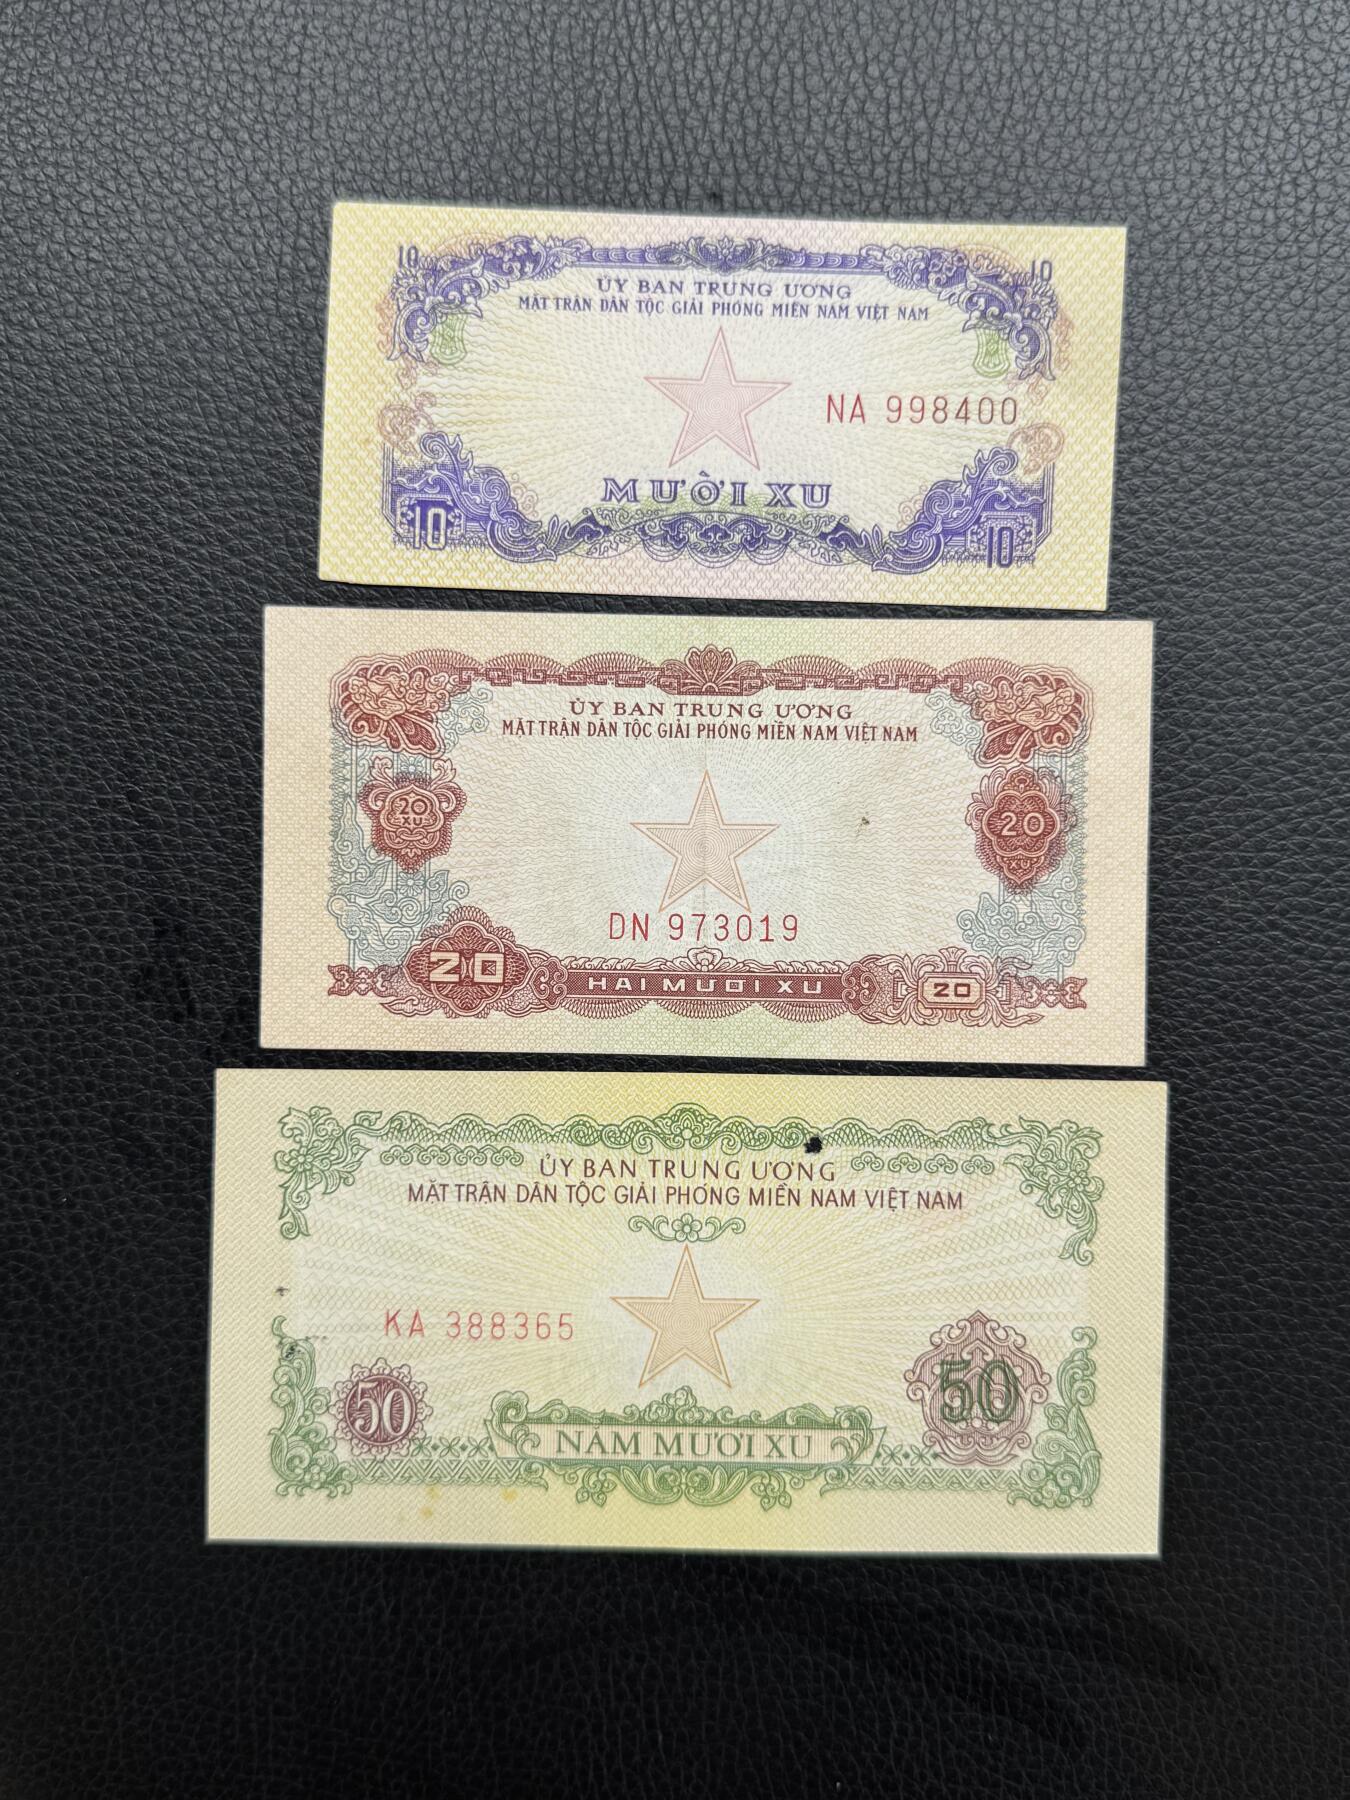 10 10
ỦY BAN TRUNG ƯƠNG
MẶT TRẬN DÂN TỘC GIẢI PHÓNG MIỀN NAM VIỆT NAM
NA 998400
MƯỜI XU
10 10
ỦY BAN TRUNG ƯƠNG
MẶT TRẬN DÂN TỘC GIẢI PHÓNG MIỀN NAM VIỆT NAM
20 XU 20
DN 973019
20 HAI MƯƠI XU 20
ỦY BAN TRUNG ƯƠNG
MẶT TRẬN DÂN TỘC GIẢI PHÓNG MIỀN NAM VIỆT NAM
KA 388365
50 50
NĂM MƯƠI XU